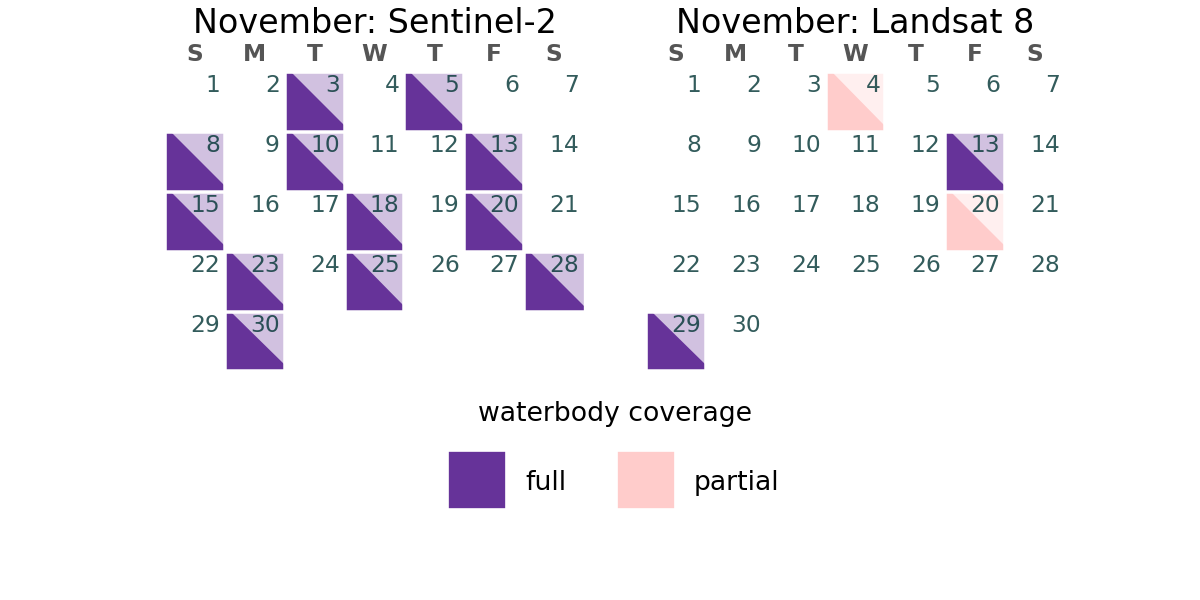 November: Sentinel-2
S M T W T F S
1 2 3 4 5 6 7
8 9 10 11 12 13 14
15 16 17 18 19 20 21
22 23 24 25 26 27 28
29 30
November: Landsat 8
S M T W T F S
1 2 3 4 5 6 7
8 9 10 11 12 13 14
15 16 17 18 19 20 21
22 23 24 25 26 27 28
29 30
waterbody coverage
full partial